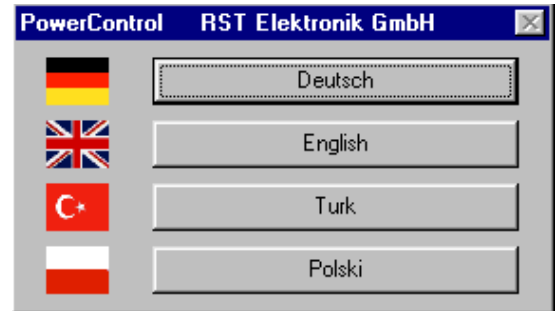 PowerControl RST Elektronik GmbH
Deutsch
English
Turk
Polski